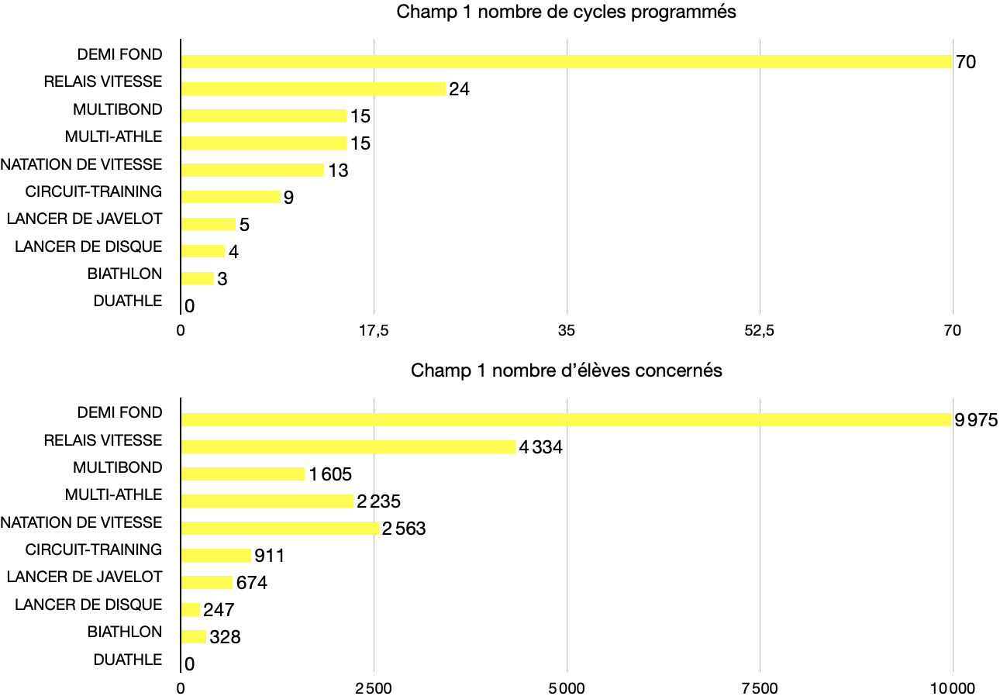 Champ 1 nombre de cycles programmés
DEMI FOND 70
RELAIS VITESSE 24
MULTIBOND 15
MULTI-ATHLE 15
NATATION DE VITESSE 13
CIRCUIT-TRAINING 9
LANCER DE JAVELOT 5
LANCER DE DISQUE 4
BIATHLON 3
DUATHLE 0
0 17,5 35 52,5 70
Champ 1 nombre d’élèves concernés
DEMI FOND 9 975
RELAIS VITESSE 4 334
MULTIBOND 1 605
MULTI-ATHLE 2 235
NATATION DE VITESSE 2 563
CIRCUIT-TRAINING 911
LANCER DE JAVELOT 674
LANCER DE DISQUE 247
BIATHLON 328
DUATHLE 0
0 2 500 5 000 7 500 10 000